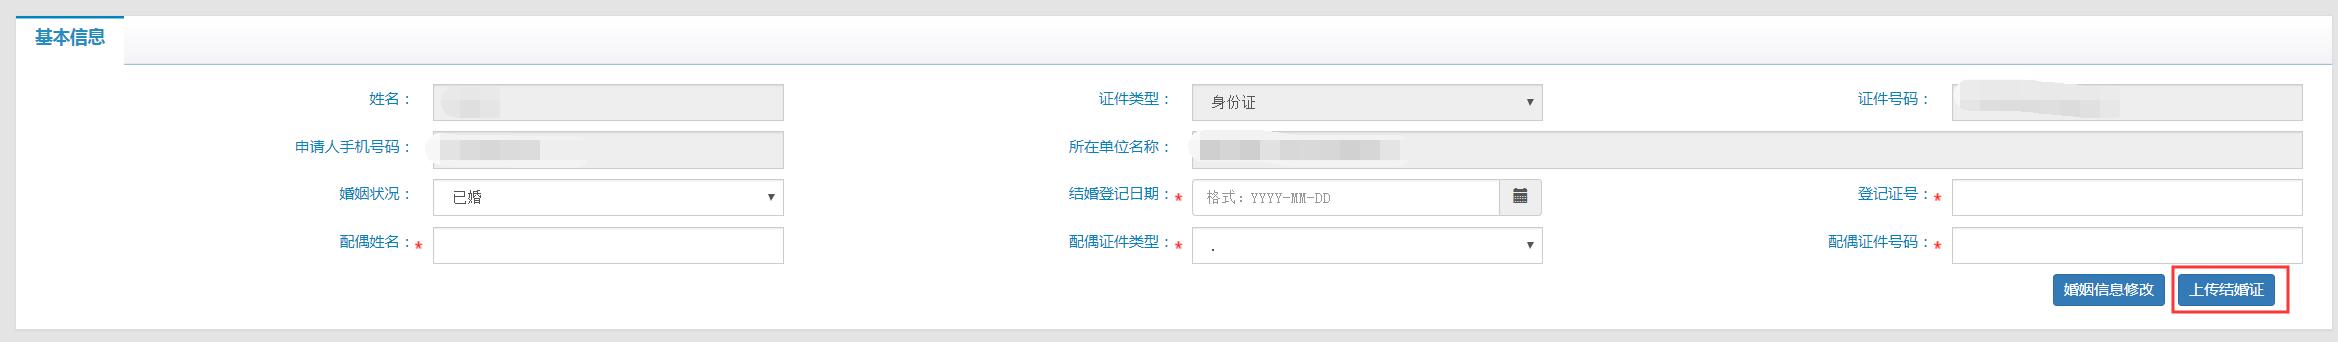 基本信息
姓名： 证件类型： 身份证 证件号码：
申请人手机号码： 所在单位名称：
婚姻状况： 已婚 结婚登记日期：* 格式：YYYY-MM-DD 登记证号：*
配偶姓名：* 配偶证件类型：* . 配偶证件号码：*
婚姻信息修改 上传结婚证